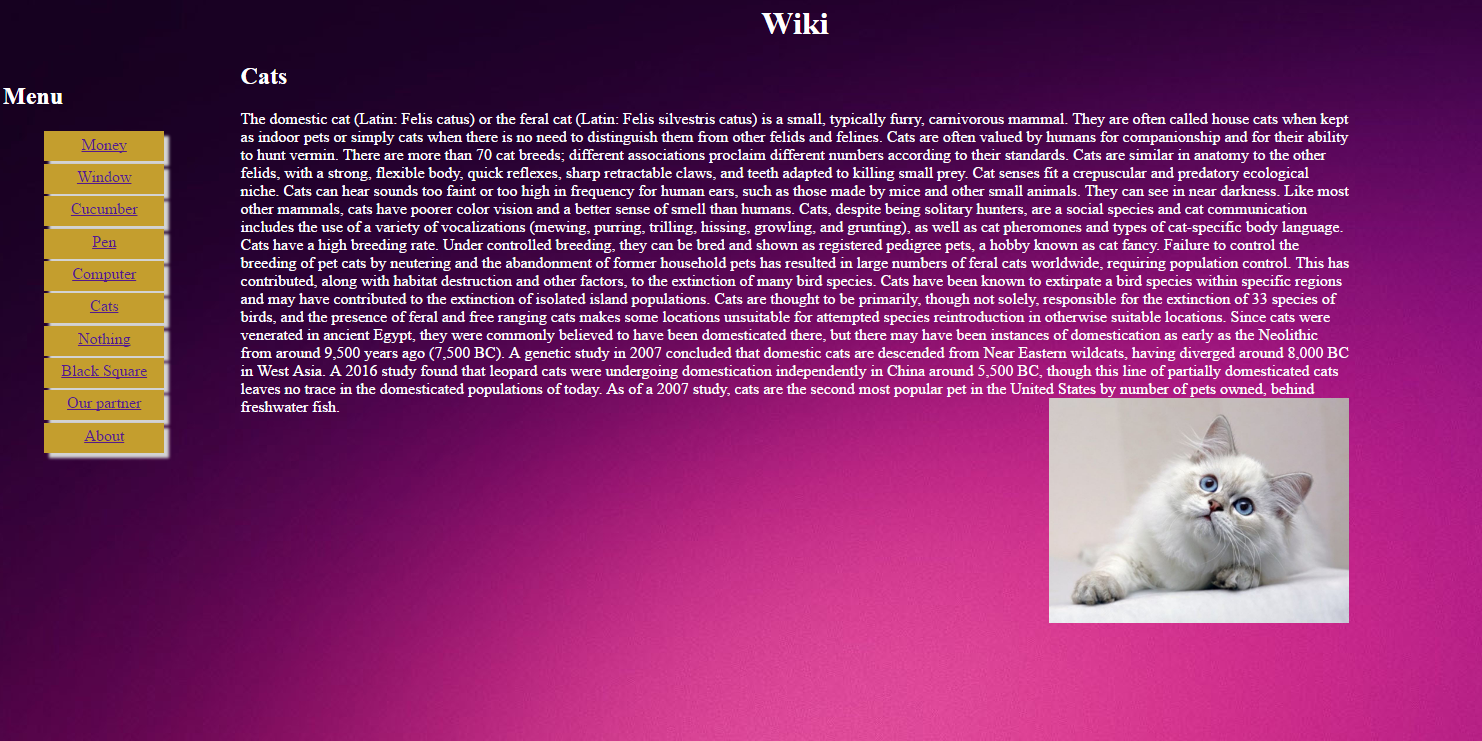 Wiki
Menu
Money
Window
Cucumber
Pen
Computer
Cats
Nothing
Black Square
Our partner
About
Cats
The domestic cat (Latin: Felis catus) or the feral cat (Latin: Felis silvestris catus) is a small, typically furry, carnivorous mammal. They are often called house cats when kept
as indoor pets or simply cats when there is no need to distinguish them from other felids and felines. Cats are often valued by humans for companionship and for their ability
to hunt vermin. There are more than 70 cat breeds; different associations proclaim different numbers according to their standards. Cats are similar in anatomy to the other
felids, with a strong, flexible body, quick reflexes, sharp retractable claws, and teeth adapted to killing small prey. Cat senses fit a crepuscular and predatory ecological
niche. Cats can hear sounds too faint or too high in frequency for human ears, such as those made by mice and other small animals. They can see in near darkness. Like most
other mammals, cats have poorer color vision and a better sense of smell than humans. Cats, despite being solitary hunters, are a social species and cat communication
includes the use of a variety of vocalizations (mewing, purring, trilling, hissing, growling, and grunting), as well as cat pheromones and types of cat-specific body language.
Cats have a high breeding rate. Under controlled breeding, they can be bred and shown as registered pedigree pets, a hobby known as cat fancy. Failure to control the
breeding of pet cats by neutering and the abandonment of former household pets has resulted in large numbers of feral cats worldwide, requiring population control. This has
contributed, along with habitat destruction and other factors, to the extinction of many bird species. Cats have been known to extirpate a bird species within specific regions
and may have contributed to the extinction of isolated island populations. Cats are thought to be primarily, though not solely, responsible for the extinction of 33 species of
birds, and the presence of feral and free ranging cats makes some locations unsuitable for attempted species reintroduction in otherwise suitable locations. Since cats were
venerated in ancient Egypt, they were commonly believed to have been domesticated there, but there may have been instances of domestication as early as the Neolithic
from around 9,500 years ago (7,500 BC). A genetic study in 2007 concluded that domestic cats are descended from Near Eastern wildcats, having diverged around 8,000 BC
in West Asia. A 2016 study found that leopard cats were undergoing domestication independently in China around 5,500 BC, though this line of partially domesticated cats
leaves no trace in the domesticated populations of today. As of a 2007 study, cats are the second most popular pet in the United States by number of pets owned, behind
freshwater fish.